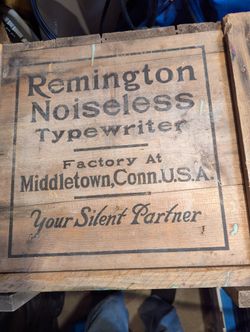 Remington
Noiseless
Typewriter
Factory At
Middletown, Conn. U.S.A.
Your Silent Partner